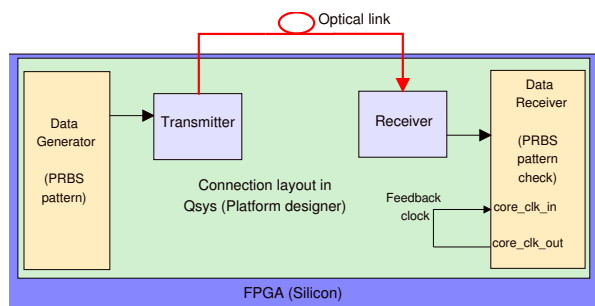 Optical link
Data
Generator
(PRBS
pattern)
Transmitter
Receiver
Data
Receiver
(PRBS
pattern
check)
Connection layout in
Qsys (Platform designer)
Feedback
clock
core_clk_in
core_clk_out
FPGA (Silicon)